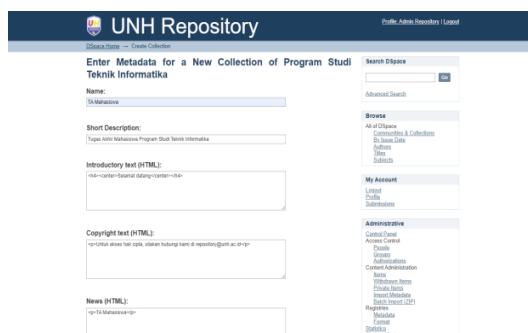 UNH Repository
Profile: Admin Repository | Logout
DSpace Home → Create Collection
Enter Metadata for a New Collection of Program Studi
Teknik Informatika
Name:
TA Mahasiswa
Short Description:
Tugas Akhir Mahasiswa Program Studi Teknik Informatika
Introductory text (HTML):
<h4><center>Selamat datang</center></h4>
Copyright text (HTML):
<p>Untuk akses hak cipta, silakan hubungi kami di repository@unh.ac.id</p>
News (HTML):
<p>TA Mahasiswa</p>
Search DSpace
Go
Advanced Search
Browse
All of DSpace
Communities & Collections
By Issue Date
Authors
Titles
Subjects
My Account
Logout
Profile
Submissions
Administrative
Control Panel
Access Control
People
Groups
Authorizations
Content Administration
Items
Withdrawn Items
Private Items
Import Metadata
Batch Import (ZIP)
Registries
Metadata
Format
Statistics